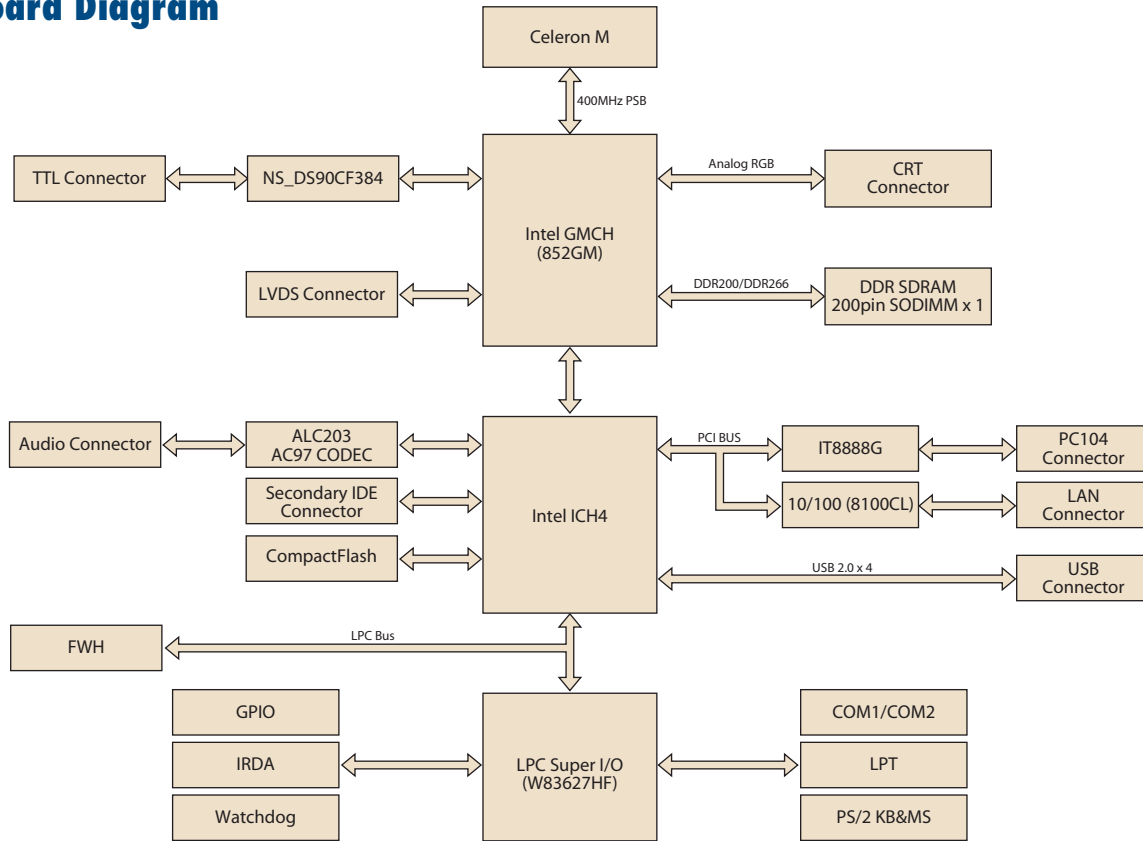 oard Diagram
Celeron M
400MHz PSB
TTL Connector
NS_DS90CF384
Analog RGB
CRT
Connector
Intel GMCH
(852GM)
LVDS Connector
DDR200/DDR266
DDR SDRAM
200pin SODIMM x 1
Audio Connector
ALC203
AC97 CODEC
PCI BUS
IT8888G
PC104
Connector
Secondary IDE
Connector
Intel ICH4
10/100 (8100CL)
LAN
Connector
CompactFlash
USB 2.0 x 4
USB
Connector
FWH
LPC Bus
GPIO
COM1/COM2
IRDA
LPC Super I/O
(W83627HF)
LPT
Watchdog
PS/2 KB&MS